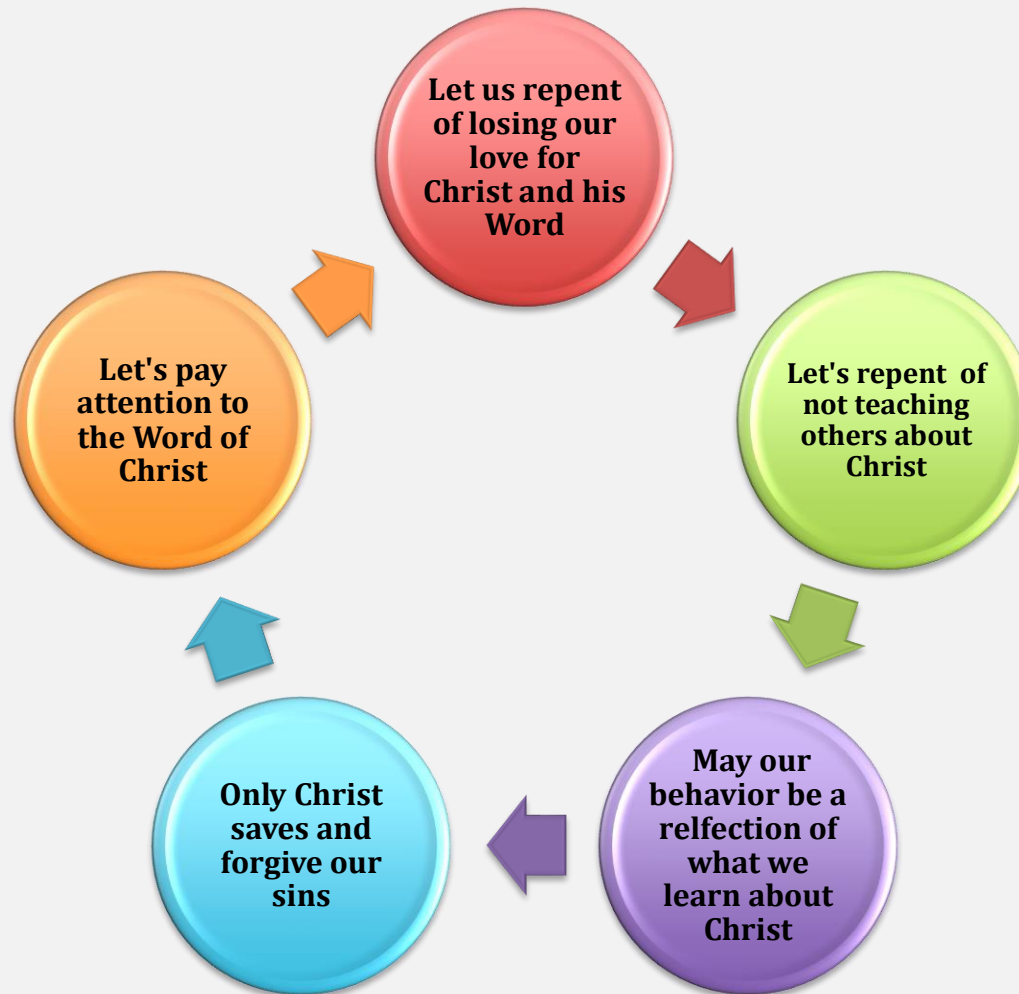 Let us repent
of losing our
love for
Christ and his
Word
Let's repent  of
not teaching
others about
Christ
May our
behavior be a
relfection of
what we
learn about
Christ
Only Christ
saves and
forgive our
sins
Let's pay
attention to
the Word of
Christ